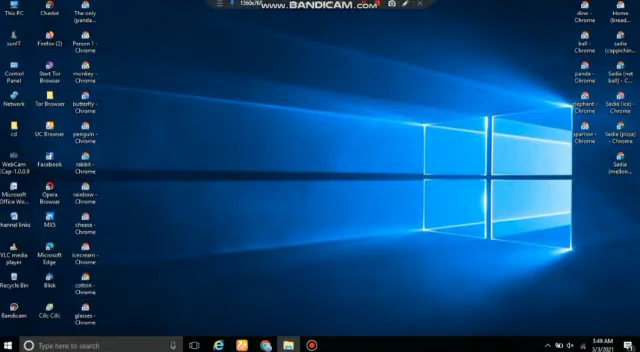 1360x768
www.BANDICAM.com
This PC
Chedot
The only
(panda...
sunIT
Firefox (2)
Person 1 -
Chrome
Control
Panel
Start Tor
Browser
monkey -
Chrome
Network
Tor Browser
butterfly -
Chrome
cd
UC Browser
penguin -
Chrome
WebCam
Cap-1.0.0.9
Facebook
rabbit -
Chrome
Microsoft
Office Wo...
Opera
Browser
rainbow -
Chrome
channel links
MX5
cheese -
Chrome
VLC media
player
Microsoft
Edge
icecream -
Chrome
Recycle Bin
Blisk
cotton -
Chrome
Bandicam
Cốc Cốc
glasses -
Chrome
dino -
Chrome
Home
(bread...
ball -
Chrome
sadia
(cappichin...
panda -
Chrome
Sadia (net
ball) - C...
elephant -
Chrome
Sadia (ice) -
Chrome
sparrow -
Chrome
Sadia (pizza)
- Chrome
Sadia
(mellon...
Type here to search
3:49 AM
3/3/2021